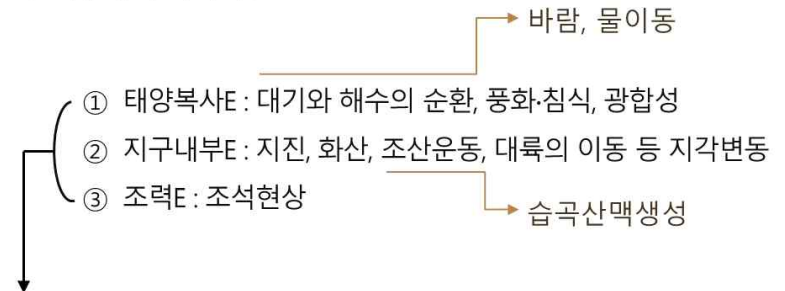 바람, 물이동
① 태양복사E : 대기와 해수의 순환, 풍화·침식, 광합성
② 지구내부E : 지진, 화산, 조산운동, 대륙의 이동 등 지각변동
③ 조력E : 조석현상
습곡산맥생성